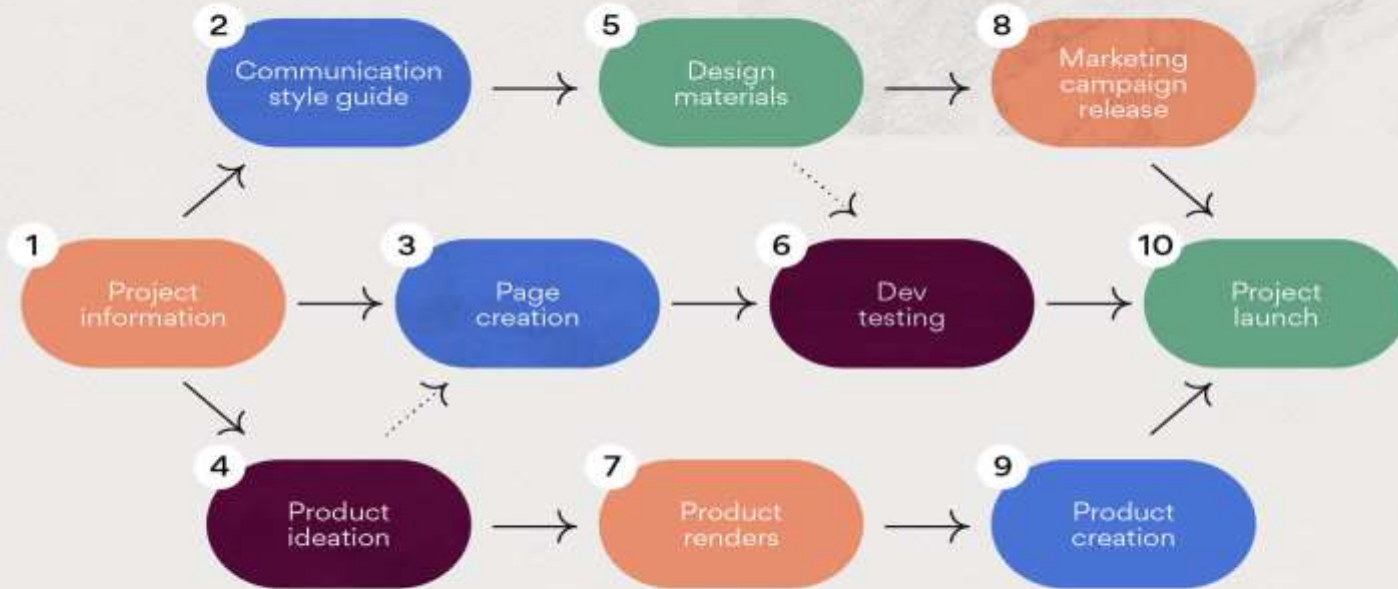 2
Communication
style guide
5
Design
materials
8
Marketing
campaign
release
1
Project
information
3
Page
creation
6
Dev
testing
10
Project
launch
4
Product
ideation
7
Product
renders
9
Product
creation